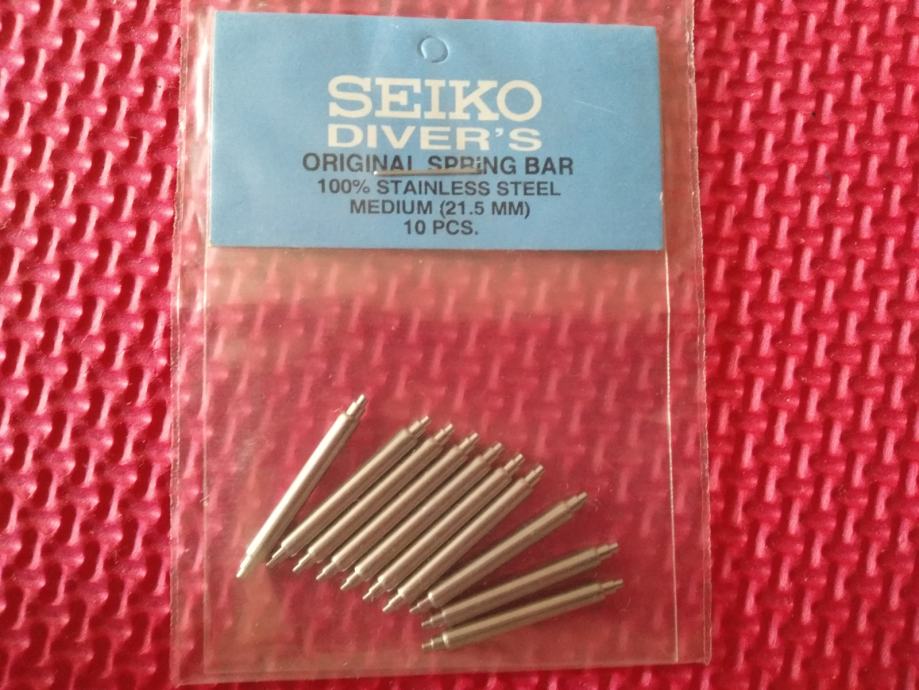 SEIKO
DIVER'S
ORIGINAL SPRING BAR
100% STAINLESS STEEL
MEDIUM (21.5 MM)
10 PCS.